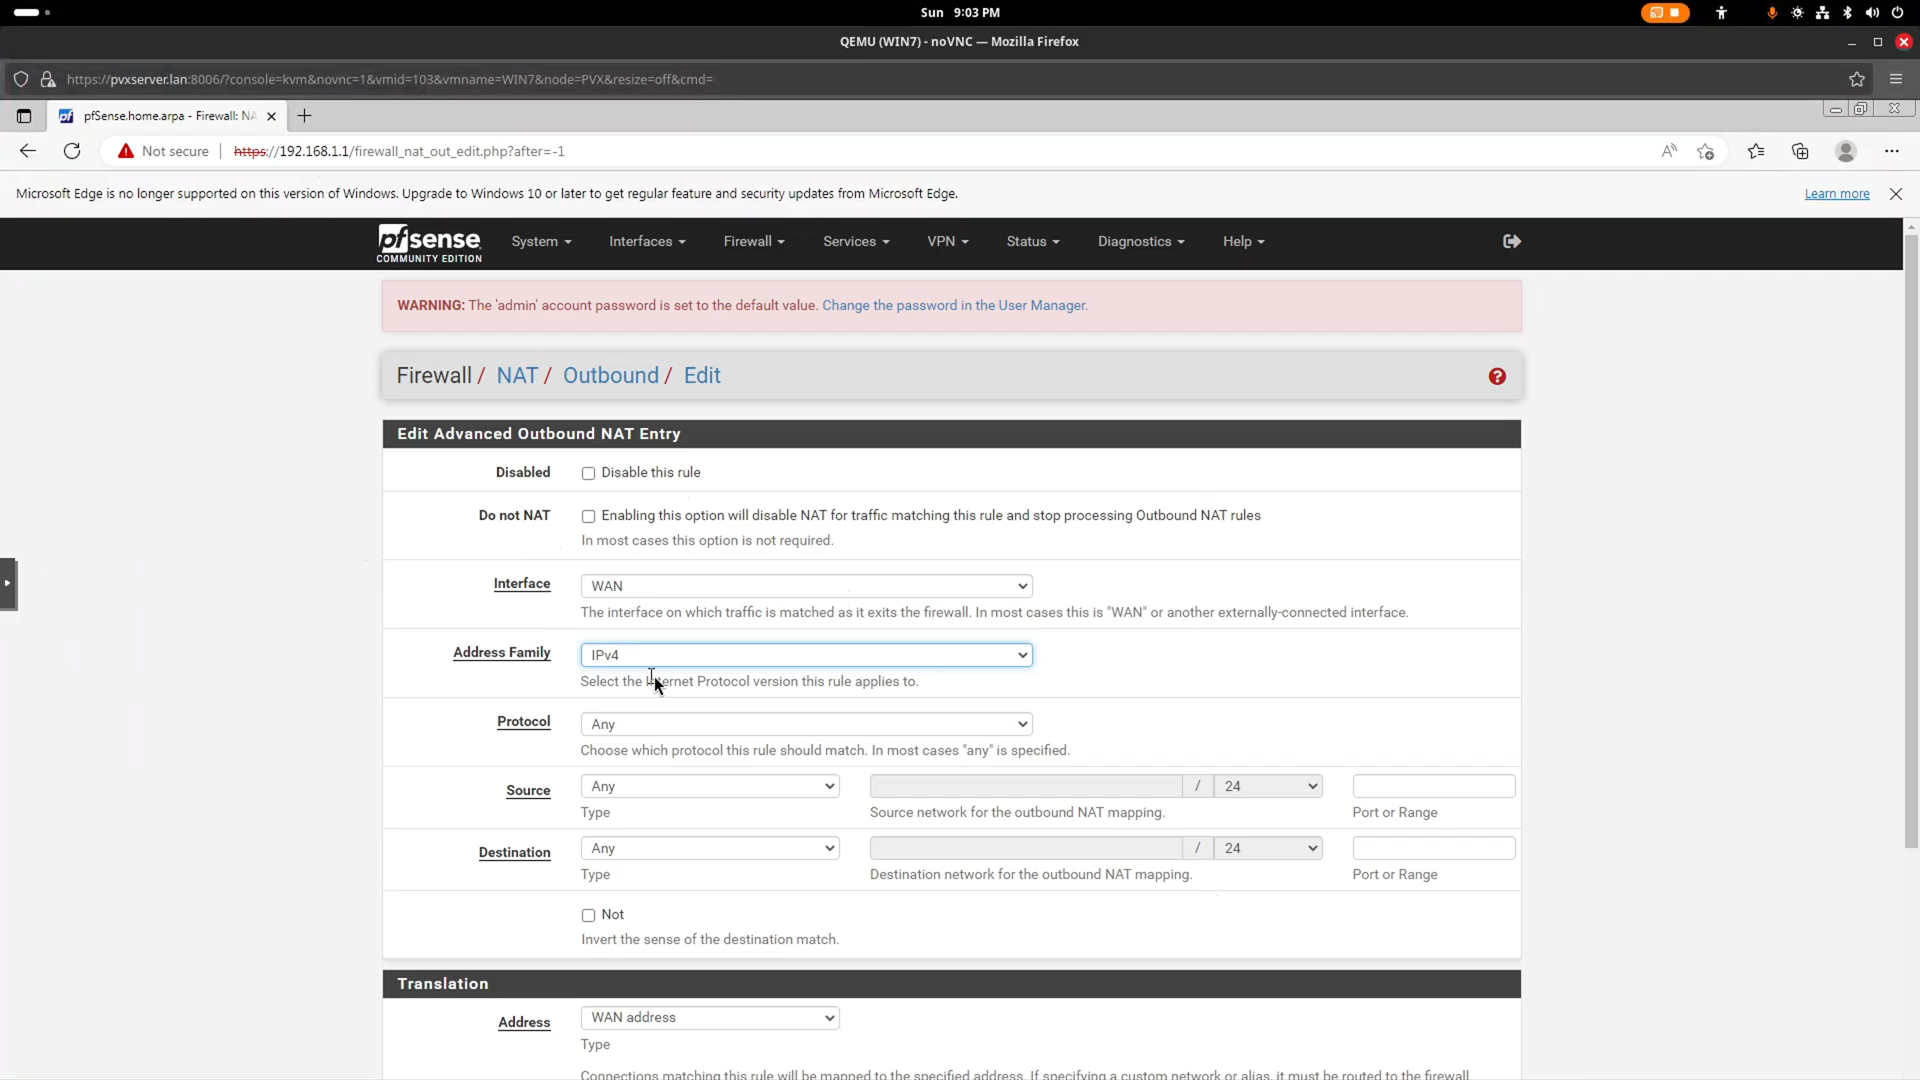 Sun 9:03 PM
QEMU (WIN7) - noVNC — Mozilla Firefox
https://pvxserver.lan:8006/?console=kvm&novnc=1&vmid=103&vmname=WIN7&node=PVX&resize=off&cmd=
pfSense.home.arpa - Firewall: NA
Not secure https://192.168.1.1/firewall_nat_out_edit.php?after=-1
Microsoft Edge is no longer supported on this version of Windows. Upgrade to Windows 10 or later to get regular feature and security updates from Microsoft Edge. Learn more
pfsense System Interfaces Firewall Services VPN Status Diagnostics Help
COMMUNITY EDITION
WARNING: The 'admin' account password is set to the default value. Change the password in the User Manager.
Firewall / NAT / Outbound / Edit
Edit Advanced Outbound NAT Entry
Disabled Disable this rule
Do not NAT Enabling this option will disable NAT for traffic matching this rule and stop processing Outbound NAT rules
In most cases this option is not required.
Interface WAN
The interface on which traffic is matched as it exits the firewall. In most cases this is "WAN" or another externally-connected interface.
Address Family IPv4
Select the Internet Protocol version this rule applies to.
Protocol Any
Choose which protocol this rule should match. In most cases "any" is specified.
Source Any / 24
Type Source network for the outbound NAT mapping. Port or Range
Destination Any / 24
Type Destination network for the outbound NAT mapping. Port or Range
Not
Invert the sense of the destination match.
Translation
Address WAN address
Type
Connections matching this rule will be mapped to the specified address. If specifying a custom network or alias, it must be routed to the firewall.